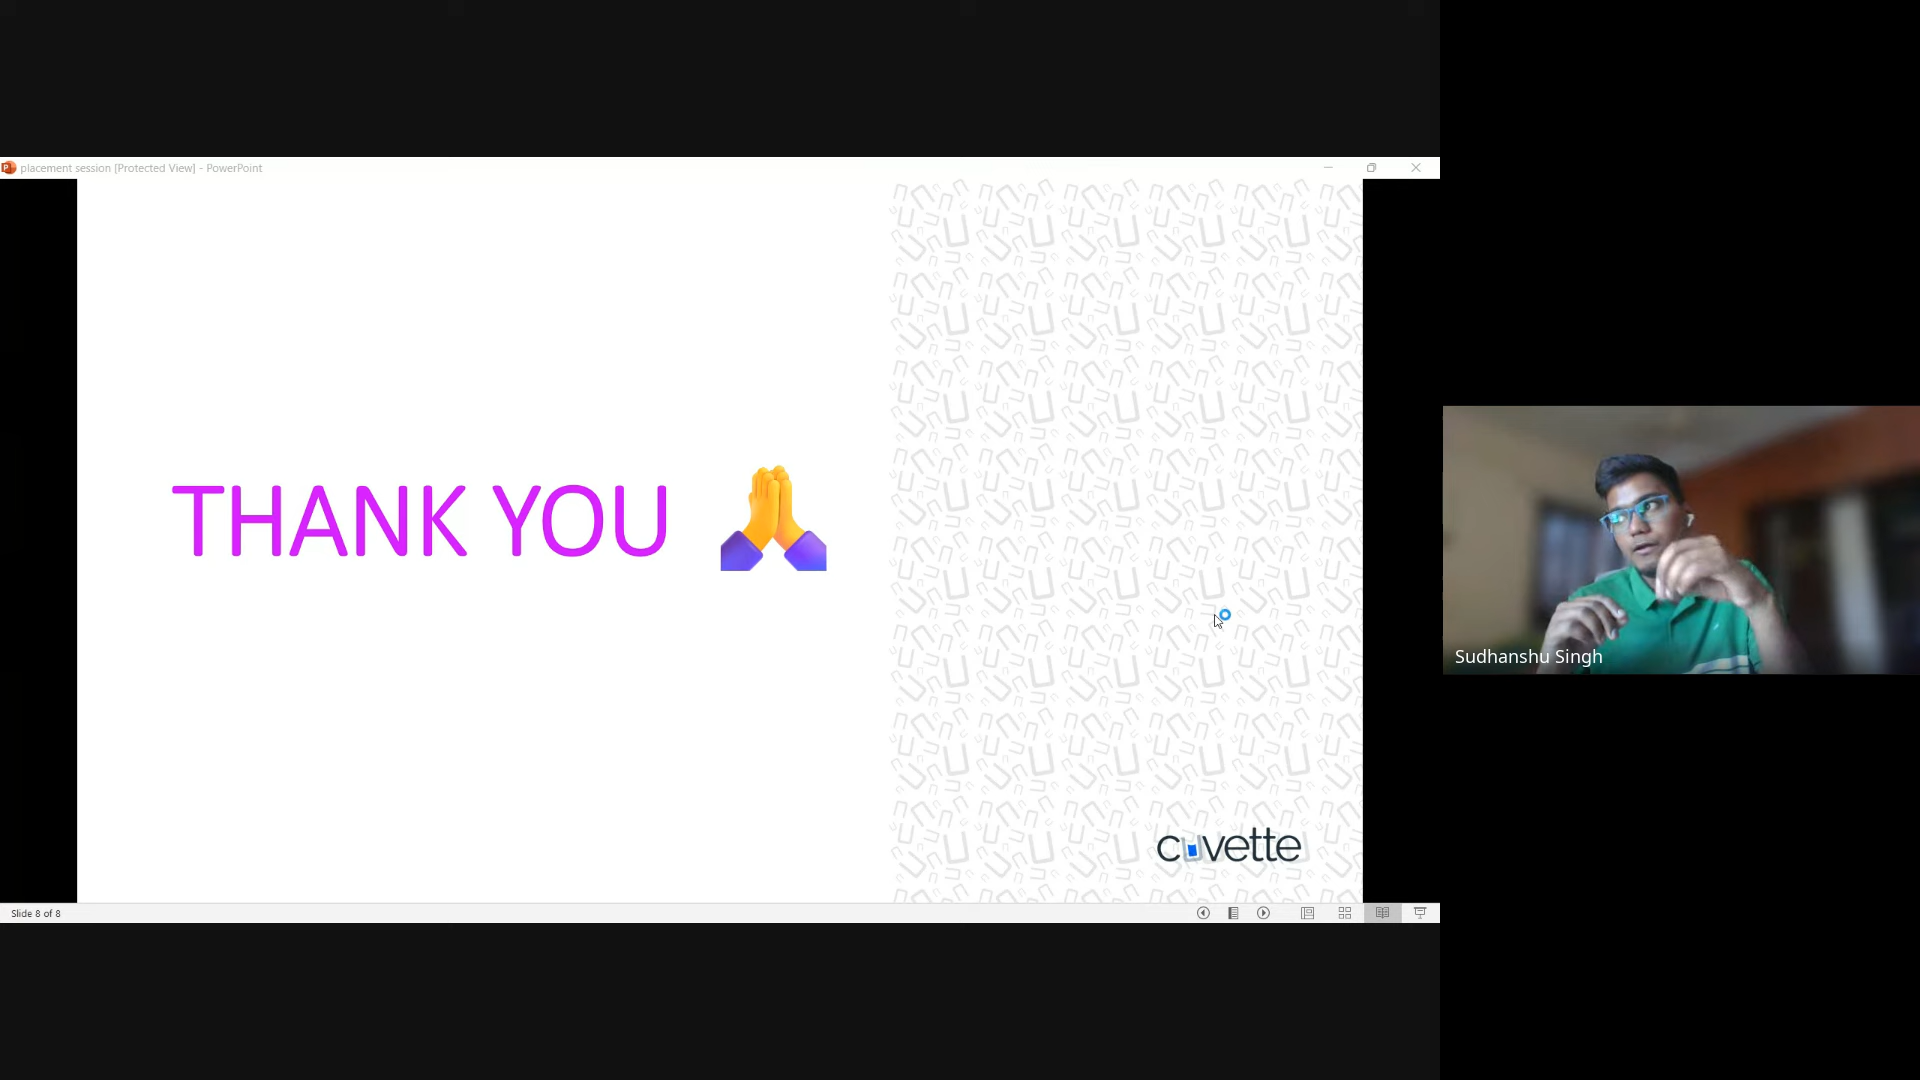 placement session [Protected View] - PowerPoint
THANK YOU
cuvette
Sudhanshu Singh
Slide 8 of 8